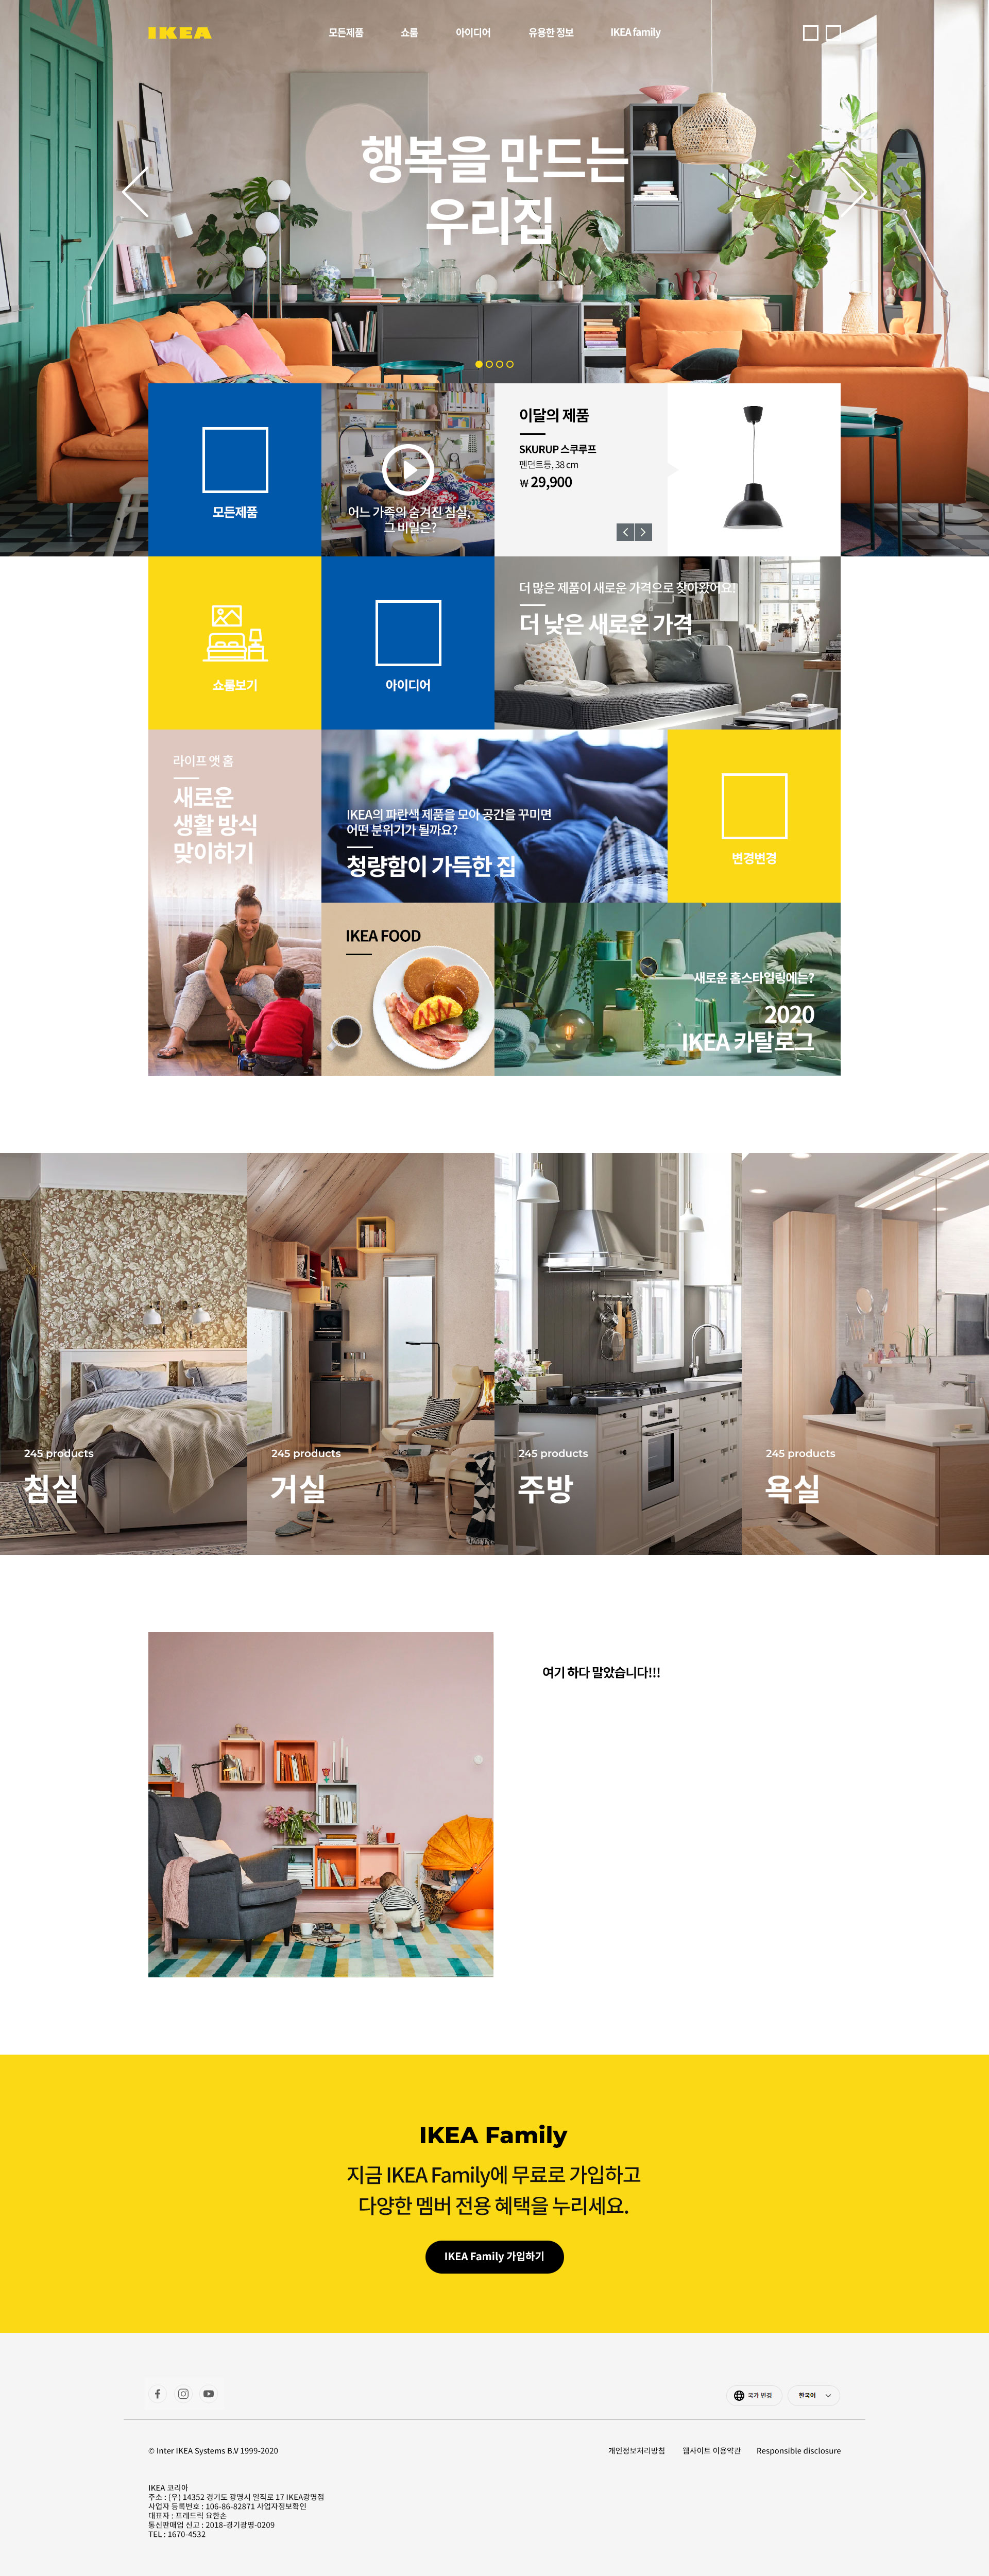 IKEA
모든제품
쇼룸
아이디어
유용한 정보
IKEA family
행복을 만드는
우리집
모든제품
어느 가족의 숨겨진 침실,
그 비밀은?
이달의 제품
SKURUP 스쿠루프
펜던트등, 38 cm
₩ 29,900
쇼룸보기
아이디어
더 많은 제품이 새로운 가격으로 찾아왔어요!
더 낮은 새로운 가격
라이프 앳 홈
새로운
생활 방식
맞이하기
IKEA의 파란색 제품을 모아 공간을 꾸미면
어떤 분위기가 될까요?
청량함이 가득한 집
변경변경
IKEA FOOD
새로운 홈스타일링에는?
2020
IKEA 카탈로그
245 products
침실
245 products
거실
245 products
주방
245 products
욕실
여기 하다 말았습니다!!!
IKEA Family
지금 IKEA Family에 무료로 가입하고
다양한 멤버 전용 혜택을 누리세요.
IKEA Family 가입하기
국가 변경
한국어
© Inter IKEA Systems B.V 1999-2020
개인정보처리방침
웹사이트 이용약관
Responsible disclosure
IKEA 코리아
주소 : (우) 14352 경기도 광명시 일직로 17 IKEA광명점
사업자 등록번호 : 106-86-82871 사업자정보확인
대표자 : 프레드릭 요한손
통신판매업 신고 : 2018-경기광명-0209
TEL : 1670-4532